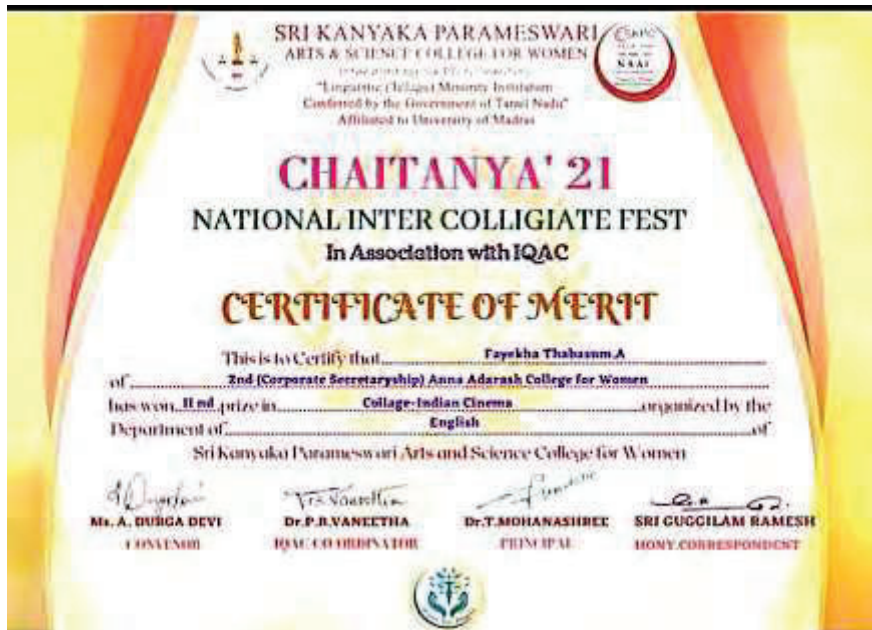 SRI KANYAKA PARAMESWARI
ARTS & SCIENCE COLLEGE FOR WOMEN
"Linguistic (Telugu) Minority Institution
Conferred by the Government of Tamil Nadu"
Affiliated to University of Madras
NAAC
CHAITANYA' 21
NATIONAL INTER COLLIGIATE FEST
In Association with IQAC
CERTIFICATE OF MERIT
This is to Certify that Fayekha Thabasum.A
of 2nd (Corporate Secretaryship) Anna Adarash College for Women
has won II nd prize in Collage-Indian Cinema organized by the
Department of English of
Sri Kanyaka Parameswari Arts and Science College for Women
Ms. A. DURGA DEVI Dr.P.B.VANEETHA Dr.T.MOHANASHREE SRI GUGGILAM RAMESH
CONVENOR IQAC CO ORDINATOR PRINCIPAL HONY CORRESPONDENT